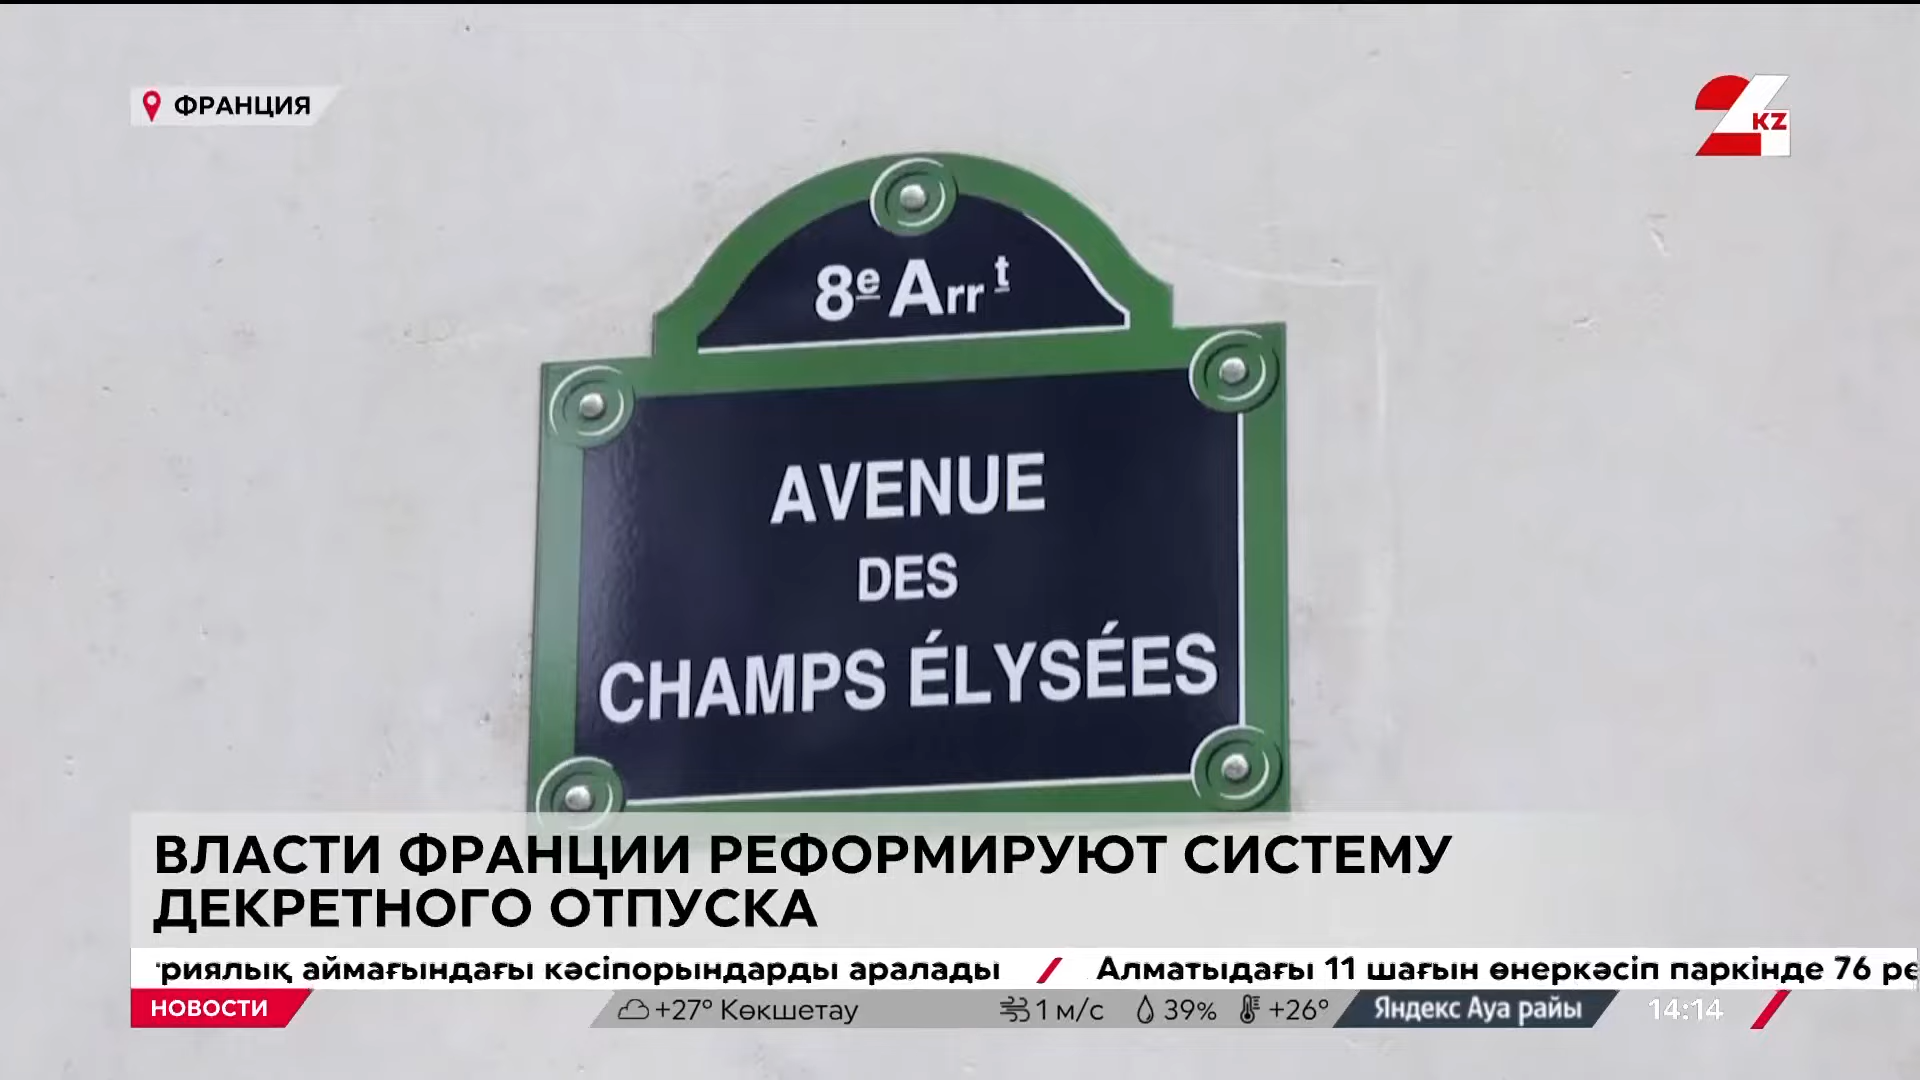 ФРАНЦИЯ
24 KZ
8e Arrt
AVENUE
DES
CHAMPS ÉLYSÉES
ВЛАСТИ ФРАНЦИИ РЕФОРМИРУЮТ СИСТЕМУ
ДЕКРЕТНОГО ОТПУСКА
риялық аймағындағы кәсіпорындарды аралады / Алматыдағы 11 шағын өнеркәсіп паркінде 76
НОВОСТИ +27° Көкшетау 1 м/с 39% +26° Яндекс Ауа райы 14:14